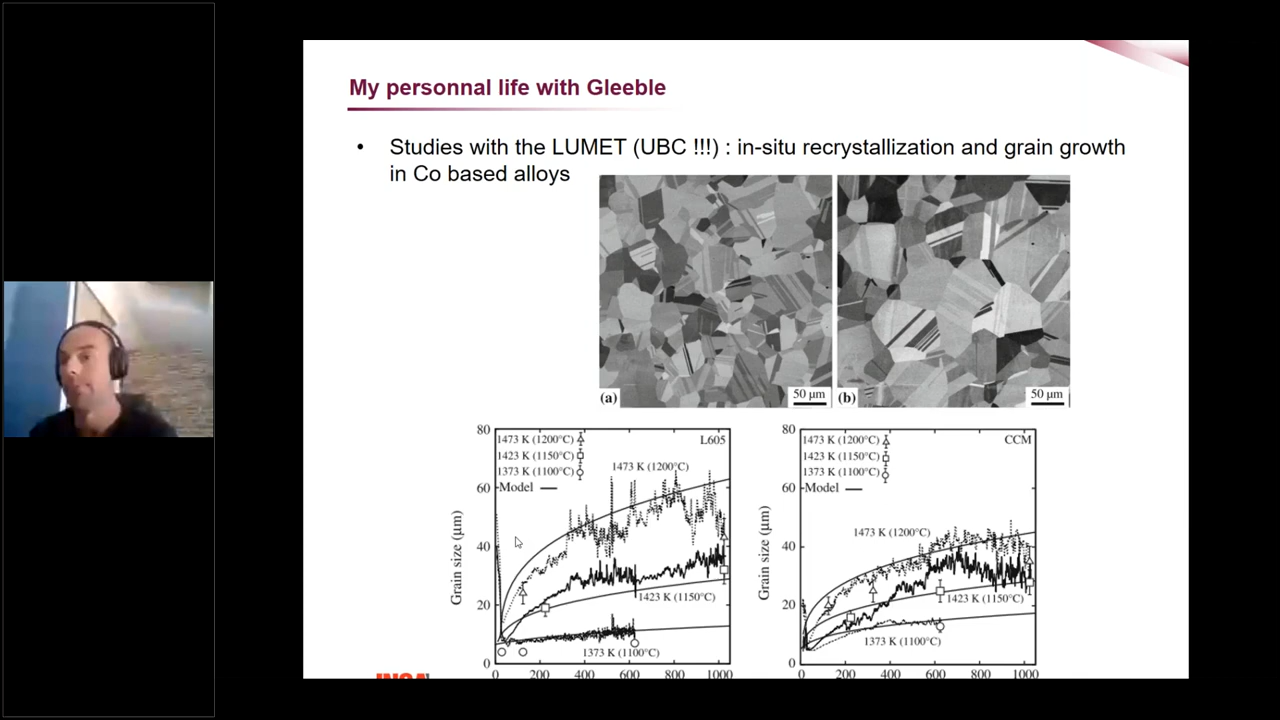 My personnal life with Gleeble
• Studies with the LUMET (UBC !!!) : in-situ recrystallization and grain growth
in Co based alloys
(a)
50 µm
(b)
50 µm
80
60
40
20
0
Grain size (µm)
1473 K (1200°C)
1423 K (1150°C)
1373 K (1100°C)
Model
L605
1473 K (1200°C)
1423 K (1150°C)
1373 K (1100°C)
200
400
600
800
1000
80
60
40
20
0
Grain size (µm)
1473 K (1200°C)
1423 K (1150°C)
1373 K (1100°C)
Model
CCM
1473 K (1200°C)
1423 K (1150°C)
1373 K (1100°C)
0
200
400
600
800
1000
INSA